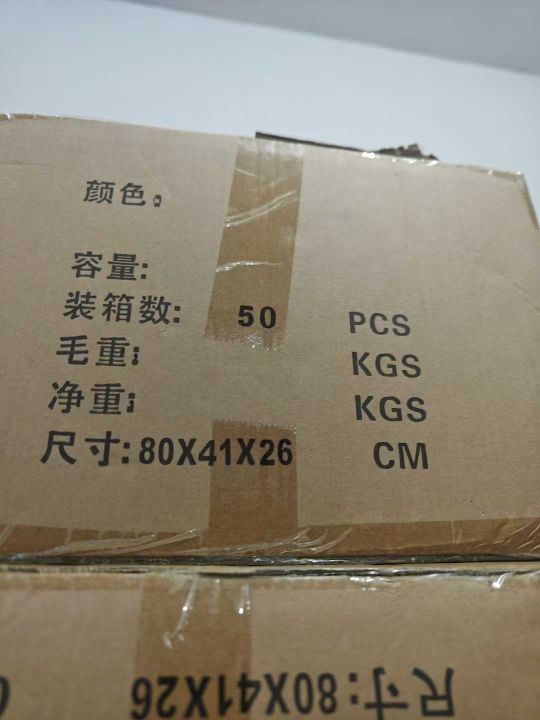 颜色:
容量:
装箱数: 50 PCS
毛重: KGS
净重: KGS
尺寸:80X41X26 CM
尺寸:80X41X26